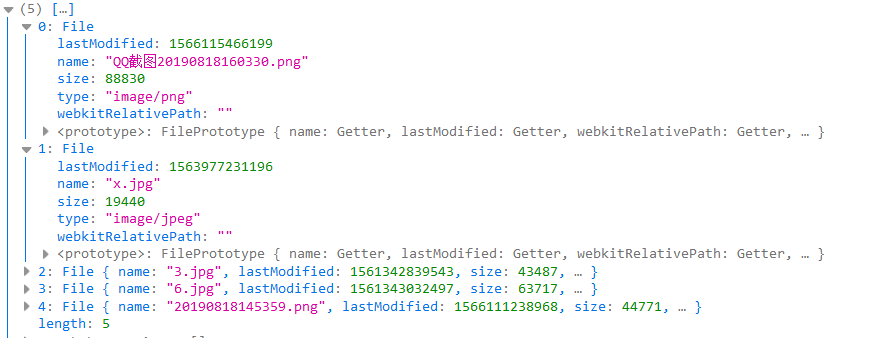 (5) […]
0: File
lastModified: 1566115466199
name: "QQ截图20190818160330.png"
size: 88830
type: "image/png"
webkitRelativePath: ""
<prototype>: FilePrototype { name: Getter, lastModified: Getter, webkitRelativePath: Getter, … }
1: File
lastModified: 1563977231196
name: "x.jpg"
size: 19440
type: "image/jpeg"
webkitRelativePath: ""
<prototype>: FilePrototype { name: Getter, lastModified: Getter, webkitRelativePath: Getter, … }
2: File { name: "3.jpg", lastModified: 1561342839543, size: 43487, … }
3: File { name: "6.jpg", lastModified: 1561343032497, size: 63717, … }
4: File { name: "20190818145359.png", lastModified: 1566111238968, size: 44771, … }
length: 5